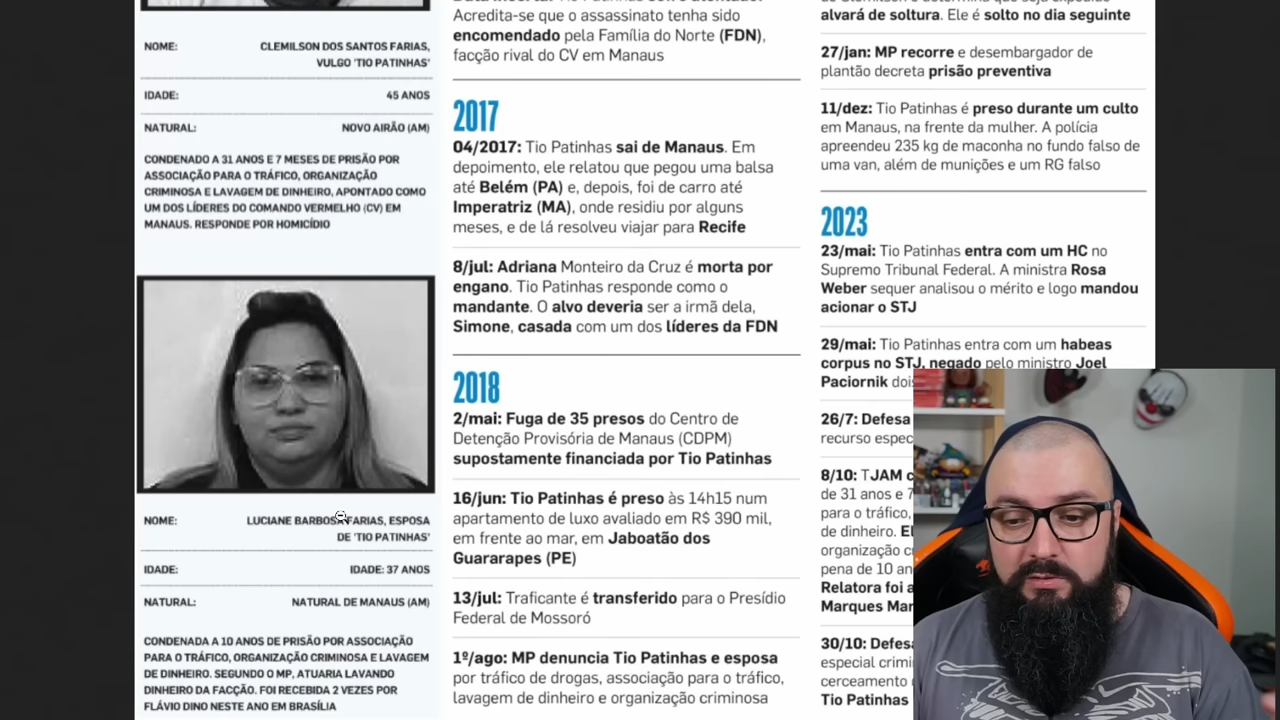 NOME: CLEMILSON DOS SANTOS FARIAS,
VULGO 'TIO PATINHAS'
IDADE: 45 ANOS
NATURAL: NOVO AIRÃO (AM)
CONDENADO A 31 ANOS E 7 MESES DE PRISÃO POR
ASSOCIAÇÃO PARA O TRÁFICO, ORGANIZAÇÃO
CRIMINOSA E LAVAGEM DE DINHEIRO, APONTADO COMO
UM DOS LÍDERES DO COMANDO VERMELHO (CV) EM
MANAUS. RESPONDE POR HOMICÍDIO
NOME: LUCIANE BARBOSA FARIAS, ESPOSA
DE 'TIO PATINHAS'
IDADE: IDADE: 37 ANOS
NATURAL: NATURAL DE MANAUS (AM)
CONDENADA A 10 ANOS DE PRISÃO POR ASSOCIAÇÃO
PARA O TRÁFICO, ORGANIZAÇÃO CRIMINOSA E LAVAGEM
DE DINHEIRO. SEGUNDO O MP, ATUARIA LAVANDO
DINHEIRO DA FACÇÃO. FOI RECEBIDA 2 VEZES POR
FLÁVIO DINO NESTE ANO EM BRASÍLIA
Acredita-se que o assassinato tenha sido
encomendado pela Família do Norte (FDN),
facção rival do CV em Manaus
2017
04/2017: Tio Patinhas sai de Manaus. Em
depoimento, ele relatou que pegou uma balsa
até Belém (PA) e, depois, foi de carro até
Imperatriz (MA), onde residiu por alguns
meses, e de lá resolveu viajar para Recife
8/jul: Adriana Monteiro da Cruz é morta por
engano. Tio Patinhas responde como o
mandante. O alvo deveria ser a irmã dela,
Simone, casada com um dos líderes da FDN
2018
2/mai: Fuga de 35 presos do Centro de
Detenção Provisória de Manaus (CDPM)
supostamente financiada por Tio Patinhas
16/jun: Tio Patinhas é preso às 14h15 num
apartamento de luxo avaliado em R$ 390 mil,
em frente ao mar, em Jaboatão dos
Guararapes (PE)
13/jul: Traficante é transferido para o Presídio
Federal de Mossoró
1º/ago: MP denuncia Tio Patinhas e esposa
por tráfico de drogas, associação para o tráfico,
lavagem de dinheiro e organização criminosa
alvará de soltura. Ele é solto no dia seguinte
27/jan: MP recorre e desembargador de
plantão decreta prisão preventiva
11/dez: Tio Patinhas é preso durante um culto
em Manaus, na frente da mulher. A polícia
apreendeu 235 kg de maconha no fundo falso de
uma van, além de munições e um RG falso
2023
23/mai: Tio Patinhas entra com um HC no
Supremo Tribunal Federal. A ministra Rosa
Weber sequer analisou o mérito e logo mandou
acionar o STJ
29/mai: Tio Patinhas entra com um habeas
corpus no STJ, negado pelo ministro Joel
Paciornik dois
26/7: Defesa
recurso espec
8/10: TJAM
de 31 anos e 7
para o tráfico,
de dinheiro.
organização
pena de 10 an
Relatora foi a
Marques Mar
30/10: Defesa
especial crimi
cerceamento
Tio Patinhas